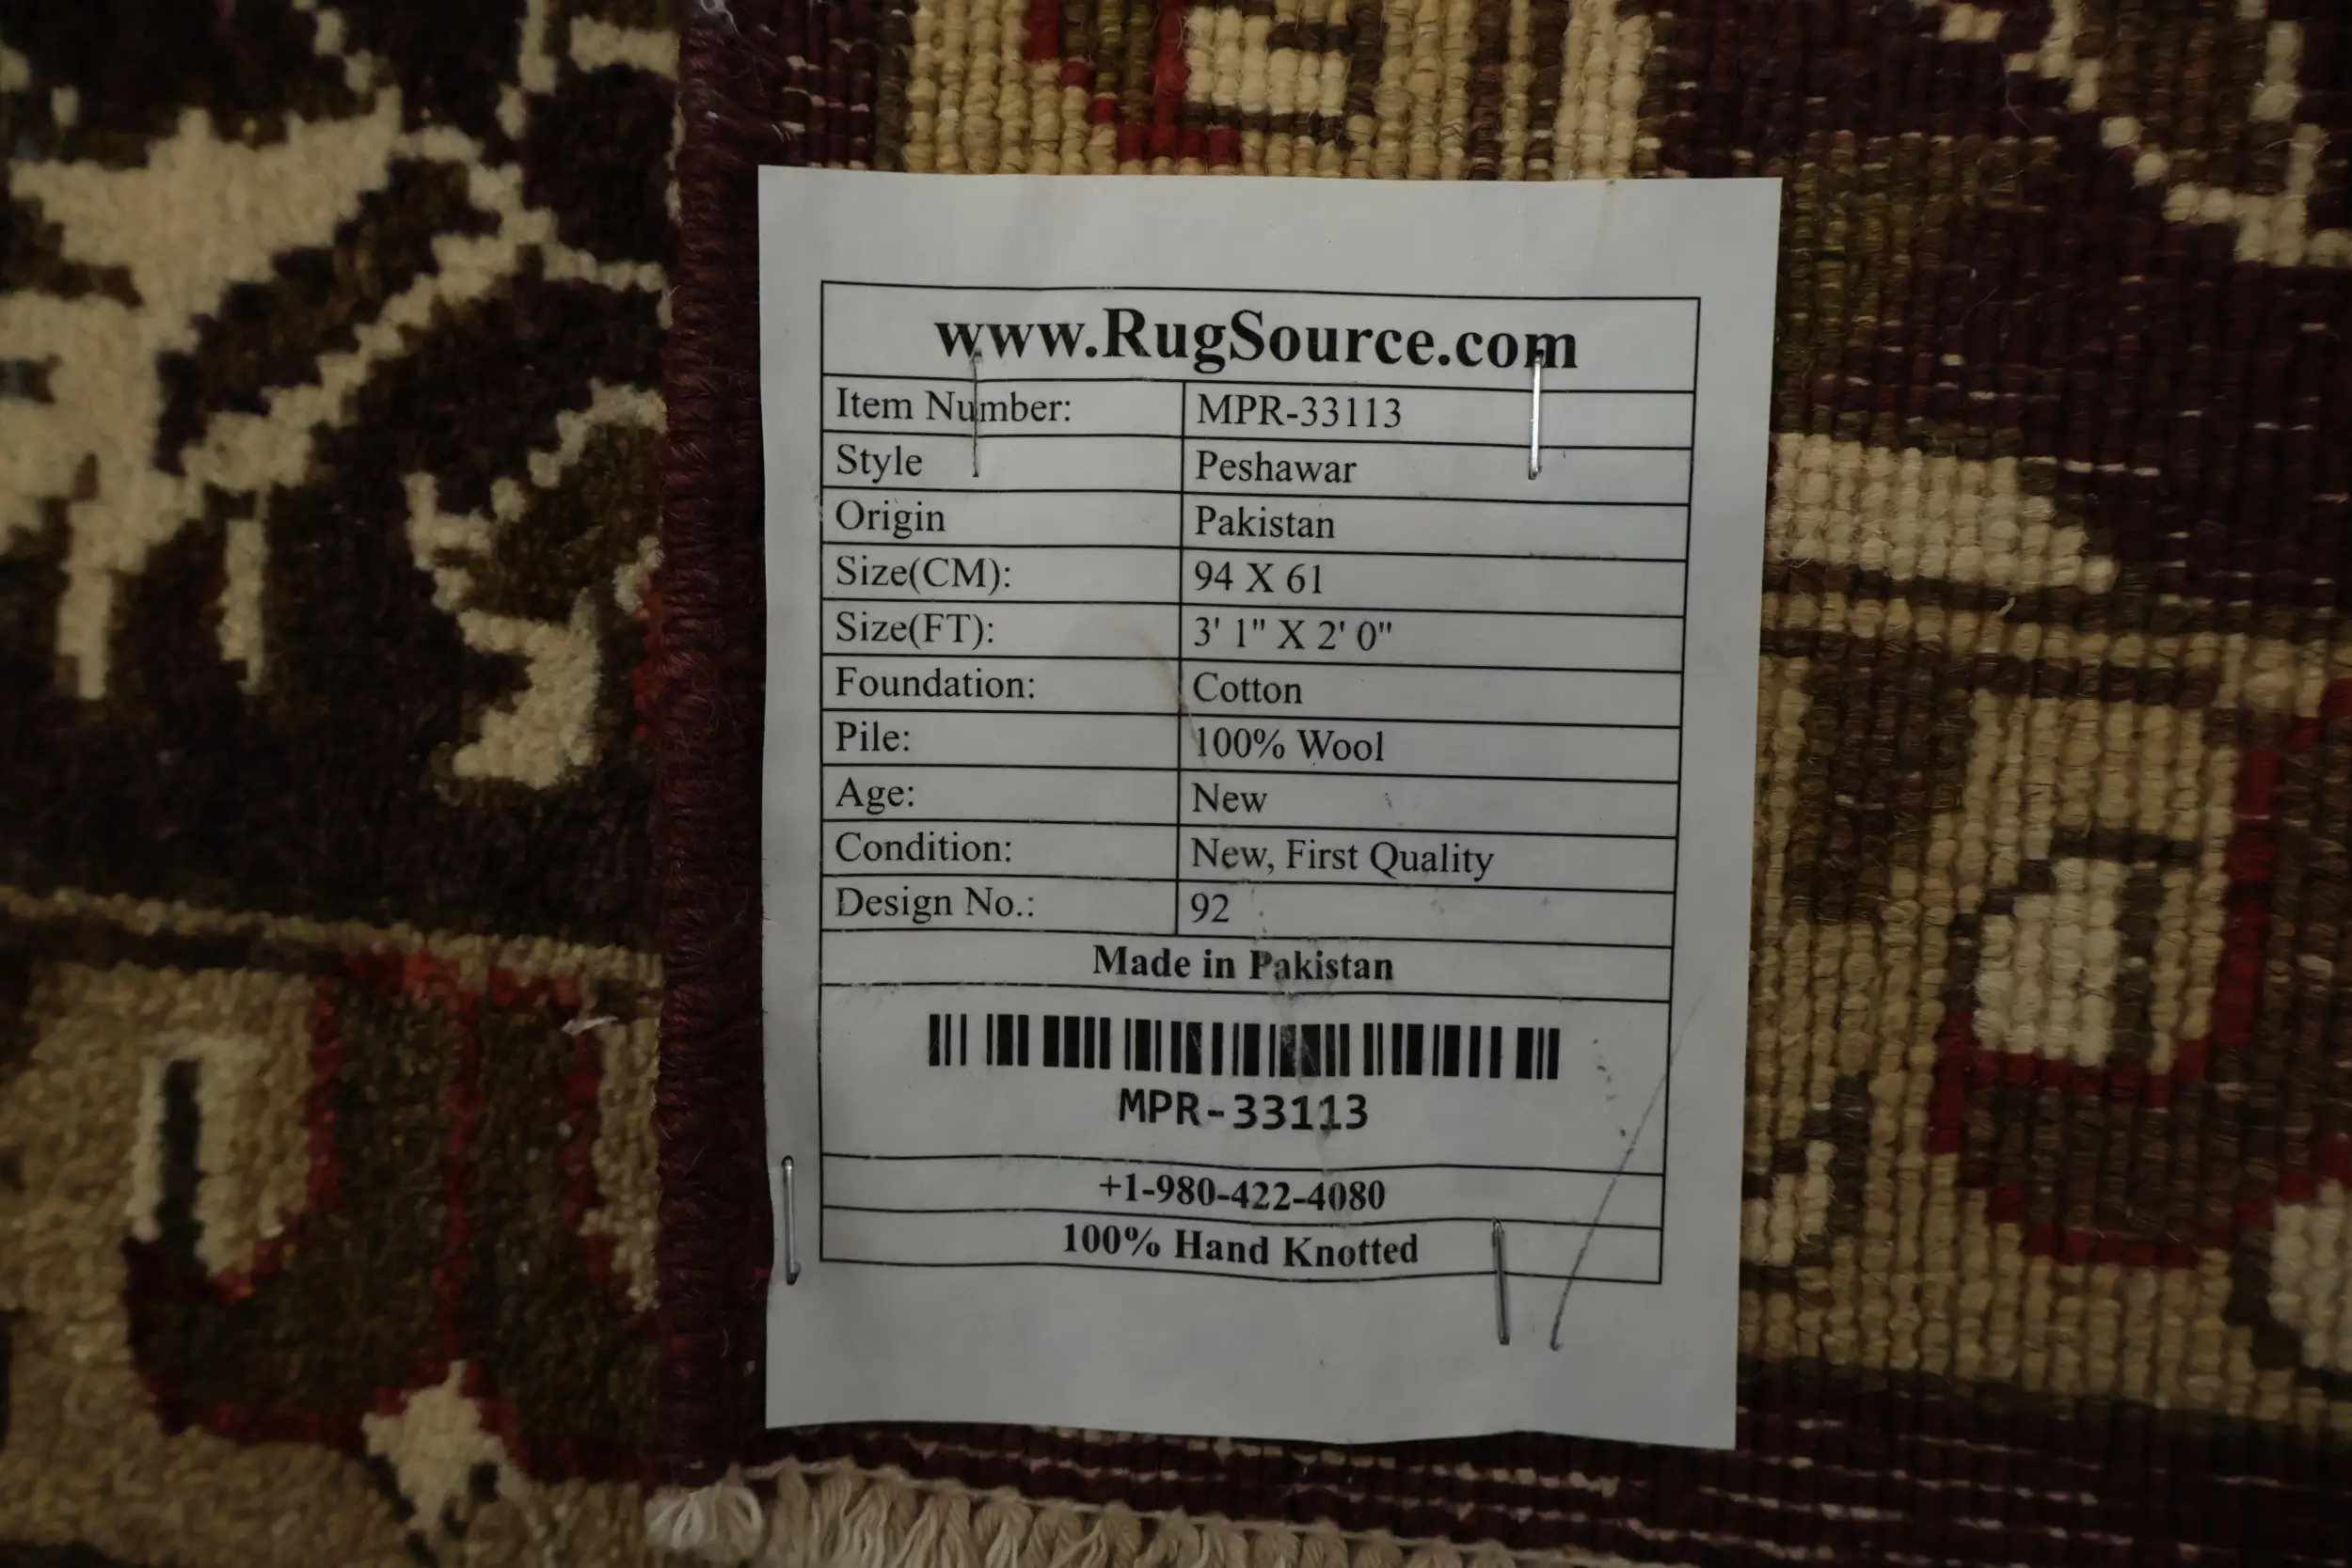 www.RugSource.com
Item Number: MPR-33113
Style Peshawar
Origin Pakistan
Size(CM): 94 X 61
Size(FT): 3' 1" X 2' 0"
Foundation: Cotton
Pile: 100% Wool
Age: New
Condition: New, First Quality
Design No.: 92
Made in Pakistan
MPR-33113
+1-980-422-4080
100% Hand Knotted